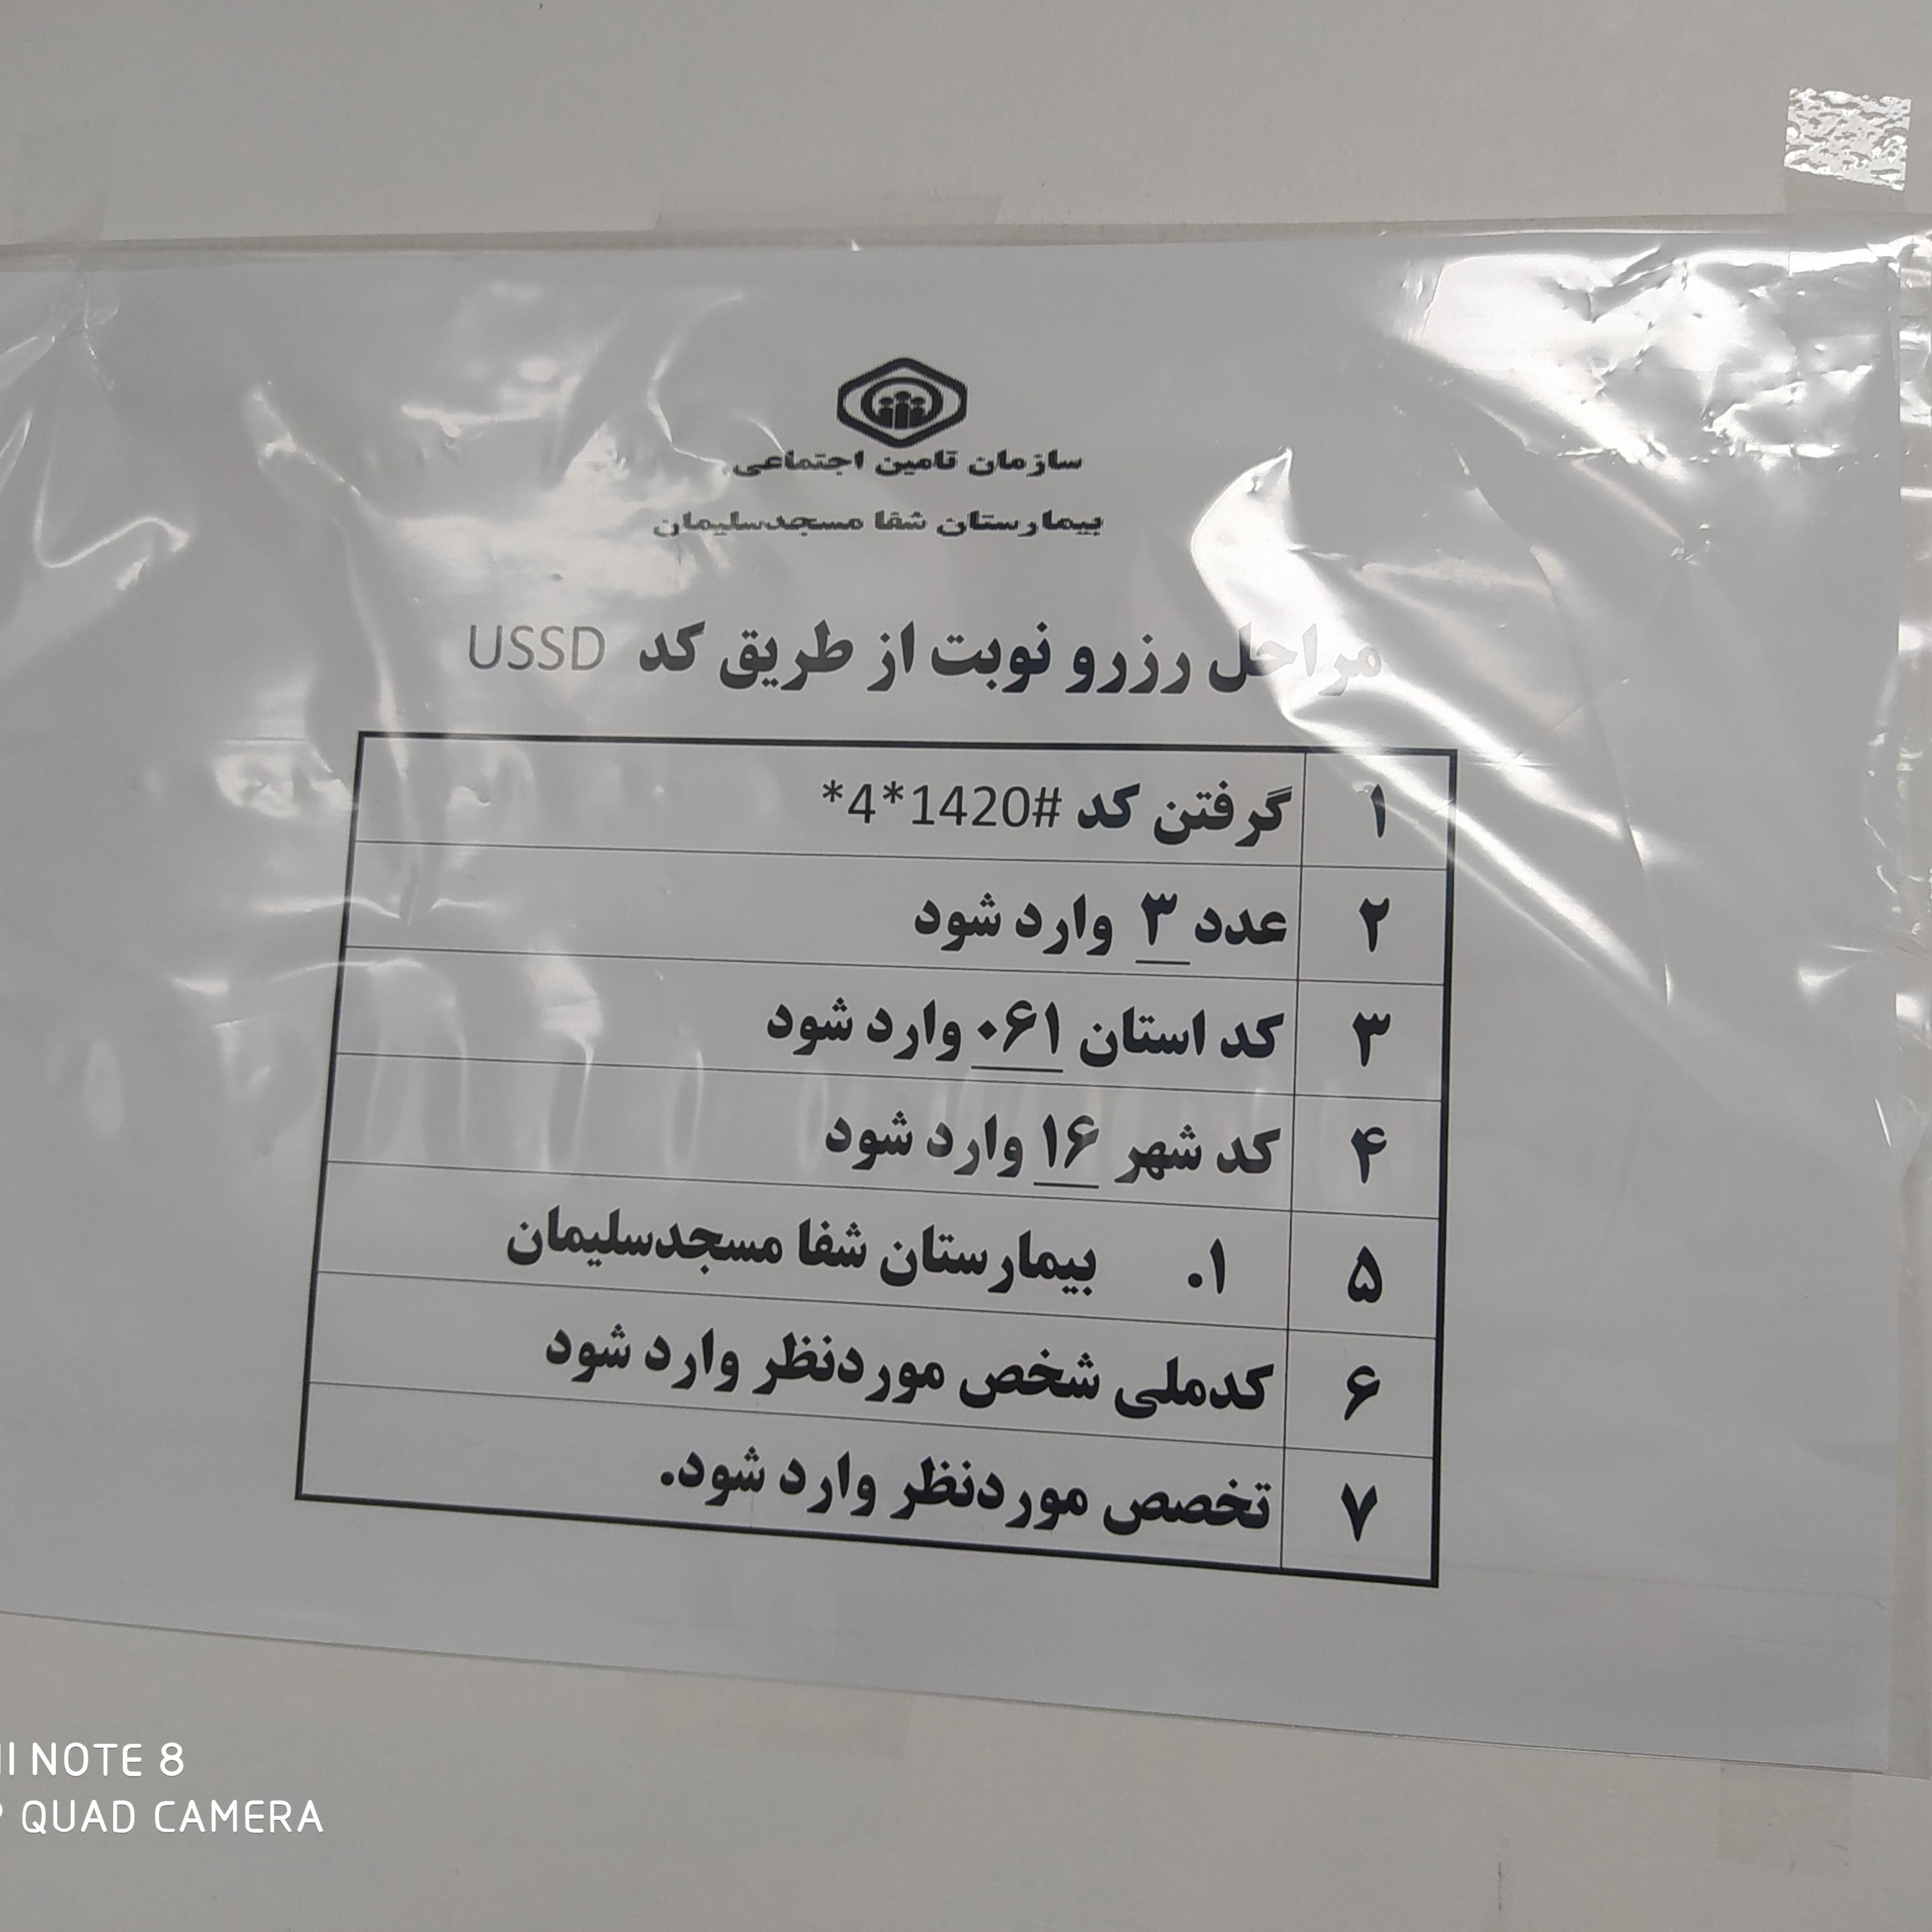 سازمان تامین اجتماعی
بیمارستان شفا مسجدسلیمان
مراحل رزرو نوبت از طریق کد USSD
۱ گرفتن کد *4*1420#
۲ عدد ۳ وارد شود
۳ کد استان ۰۶۱ وارد شود
۴ کد شهر ۱۶ وارد شود
۵ ۱. بیمارستان شفا مسجدسلیمان
۶ کدملی شخص موردنظر وارد شود
۷ تخصص موردنظر وارد شود.
NOTE 8
QUAD CAMERA